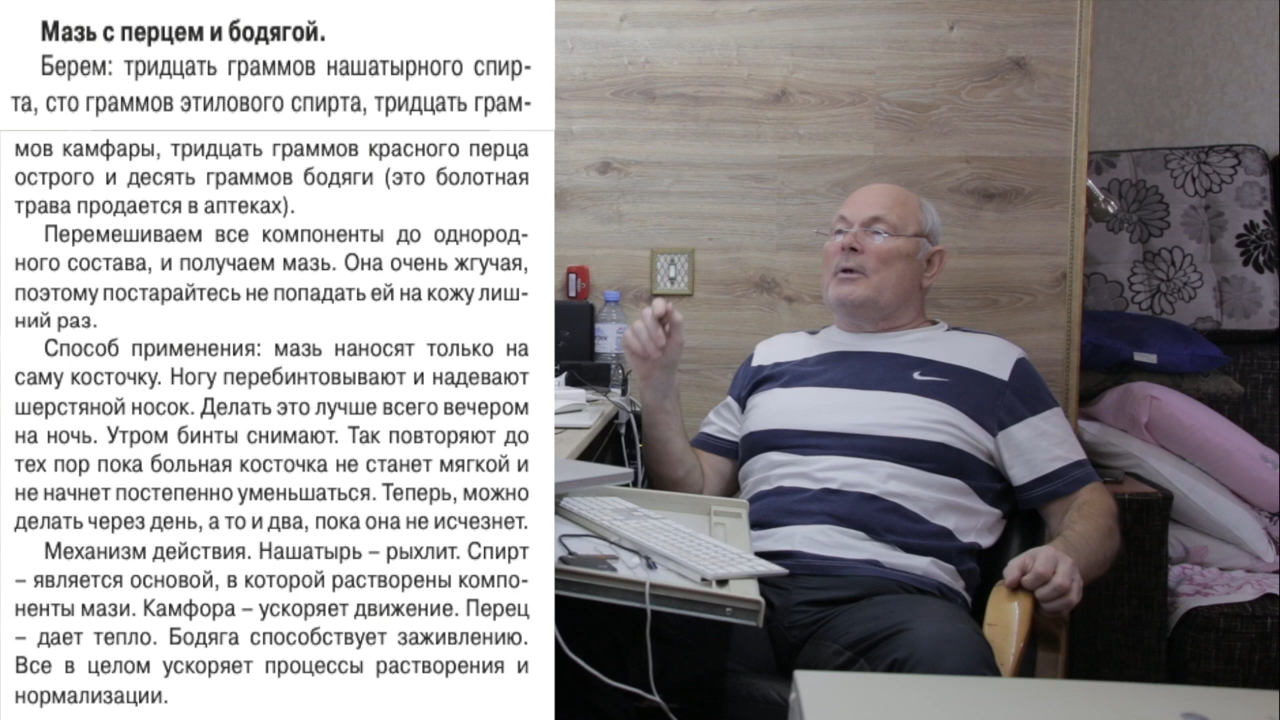 Мазь с перцем и бодягой.
Берем: тридцать граммов нашатырного спир-
та, сто граммов этилового спирта, тридцать грам-
мов камфары, тридцать граммов красного перца
острого и десять граммов бодяги (это болотная
трава продается в аптеках).
Перемешиваем все компоненты до однород-
ного состава, и получаем мазь. Она очень жгучая,
поэтому постарайтесь не попадать ей на кожу лиш-
ний раз.
Способ применения: мазь наносят только на
саму косточку. Ногу перебинтовывают и надевают
шерстяной носок. Делать это лучше всего вечером
на ночь. Утром бинты снимают. Так повторяют до
тех пор пока больная косточка не станет мягкой и
не начнет постепенно уменьшаться. Теперь, можно
делать через день, а то и два, пока она не исчезнет.
Механизм действия. Нашатырь – рыхлит. Спирт
– является основой, в которой растворены компо-
ненты мази. Камфора – ускоряет движение. Перец
– дает тепло. Бодяга способствует заживлению.
Все в целом ускоряет процессы растворения и
нормализации.